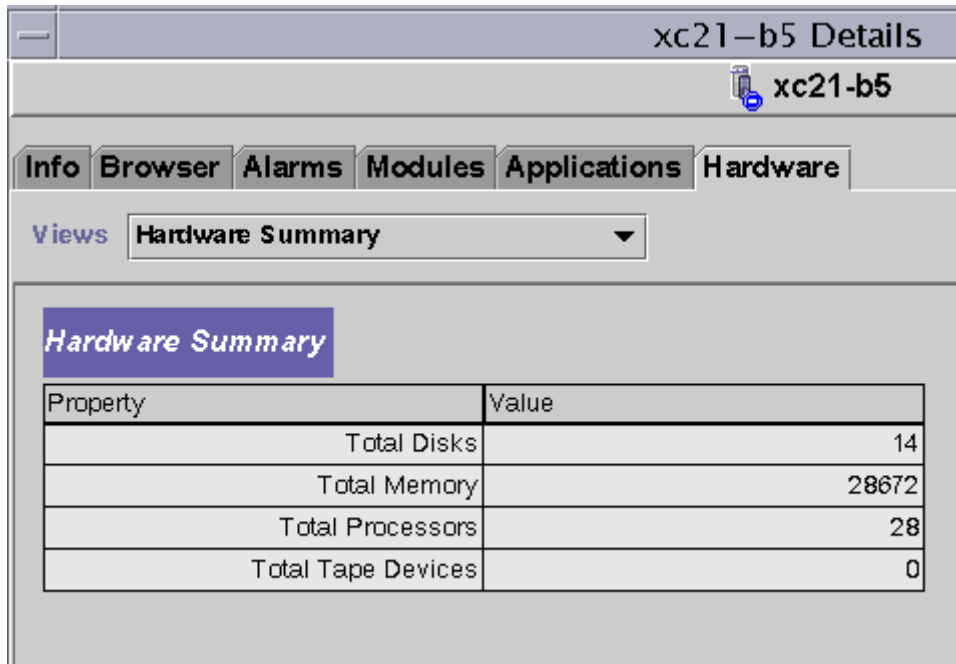 xc21-b5 Details
xc21-b5
Info Browser Alarms Modules Applications Hardware
Views Hardware Summary
Hardware Summary
Property Value
Total Disks 14
Total Memory 28672
Total Processors 28
Total Tape Devices 0